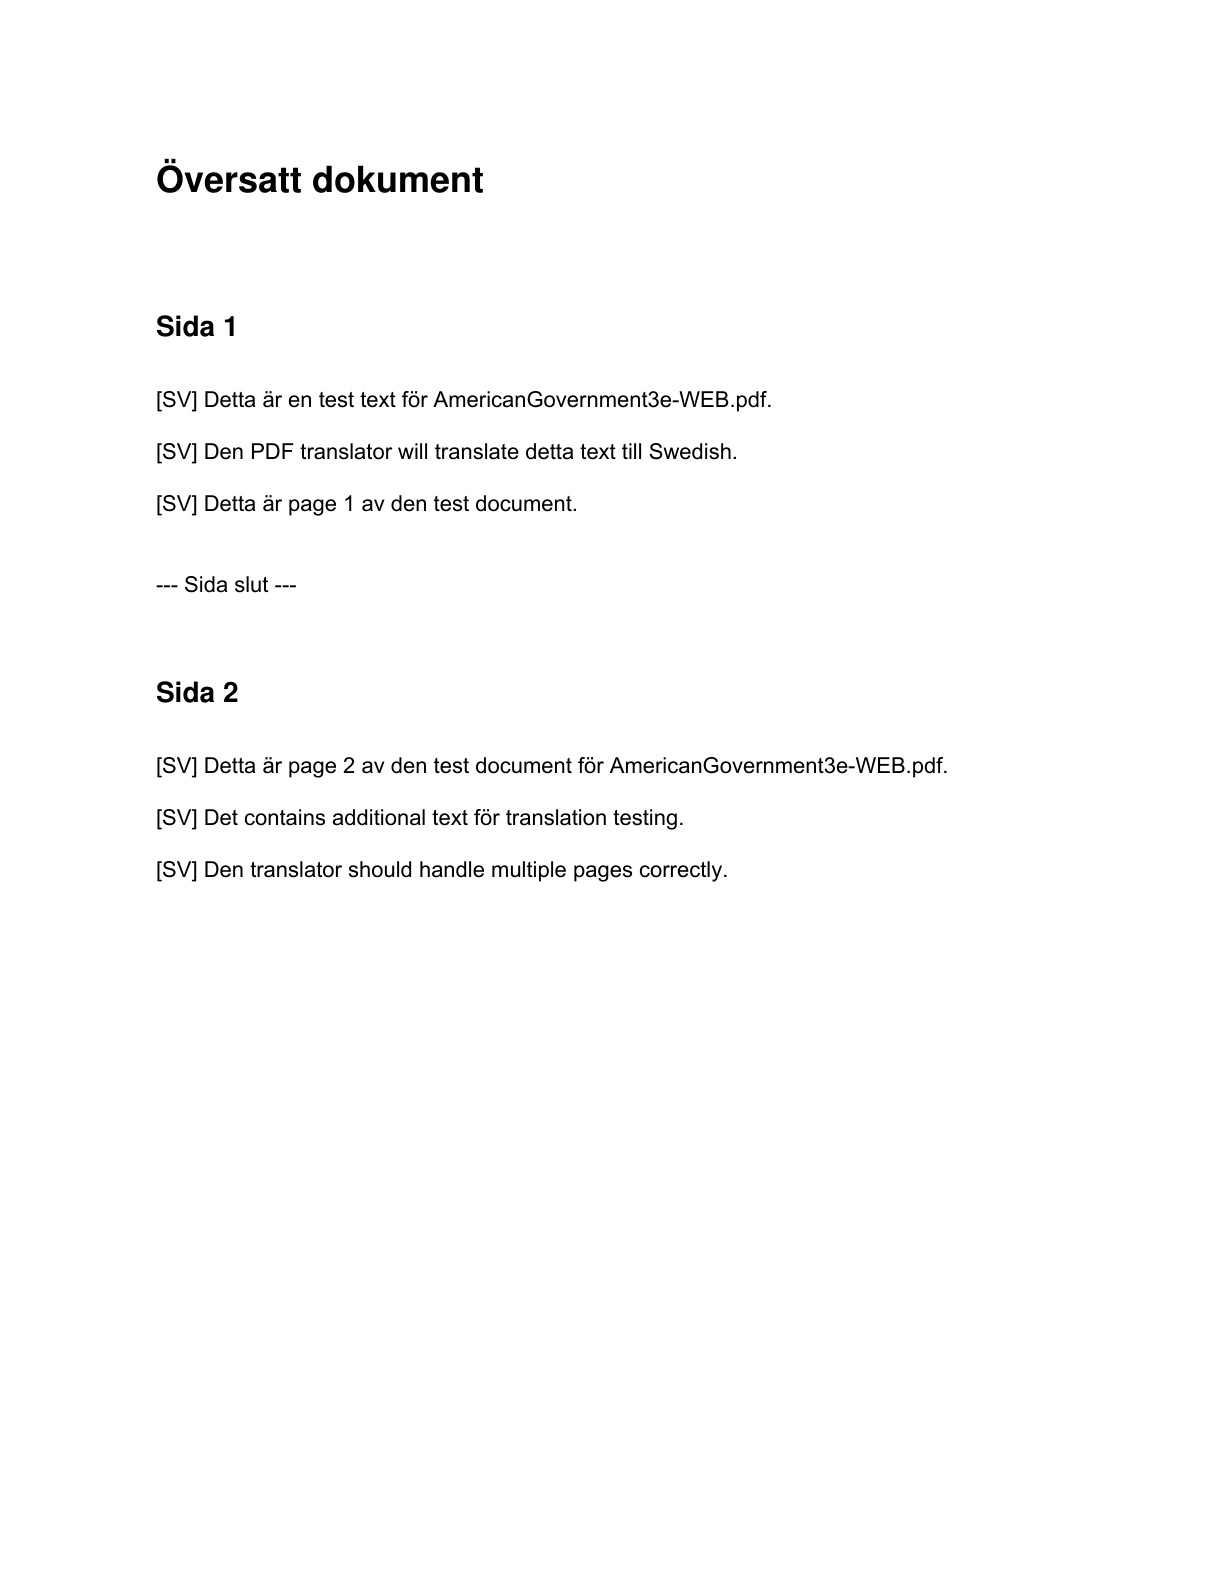 Översatt dokument
Sida 1
[SV] Detta är en test text för AmericanGovernment3e-WEB.pdf.
[SV] Den PDF translator will translate detta text till Swedish.
[SV] Detta är page 1 av den test document.
--- Sida slut ---
Sida 2
[SV] Detta är page 2 av den test document för AmericanGovernment3e-WEB.pdf.
[SV] Det contains additional text för translation testing.
[SV] Den translator should handle multiple pages correctly.